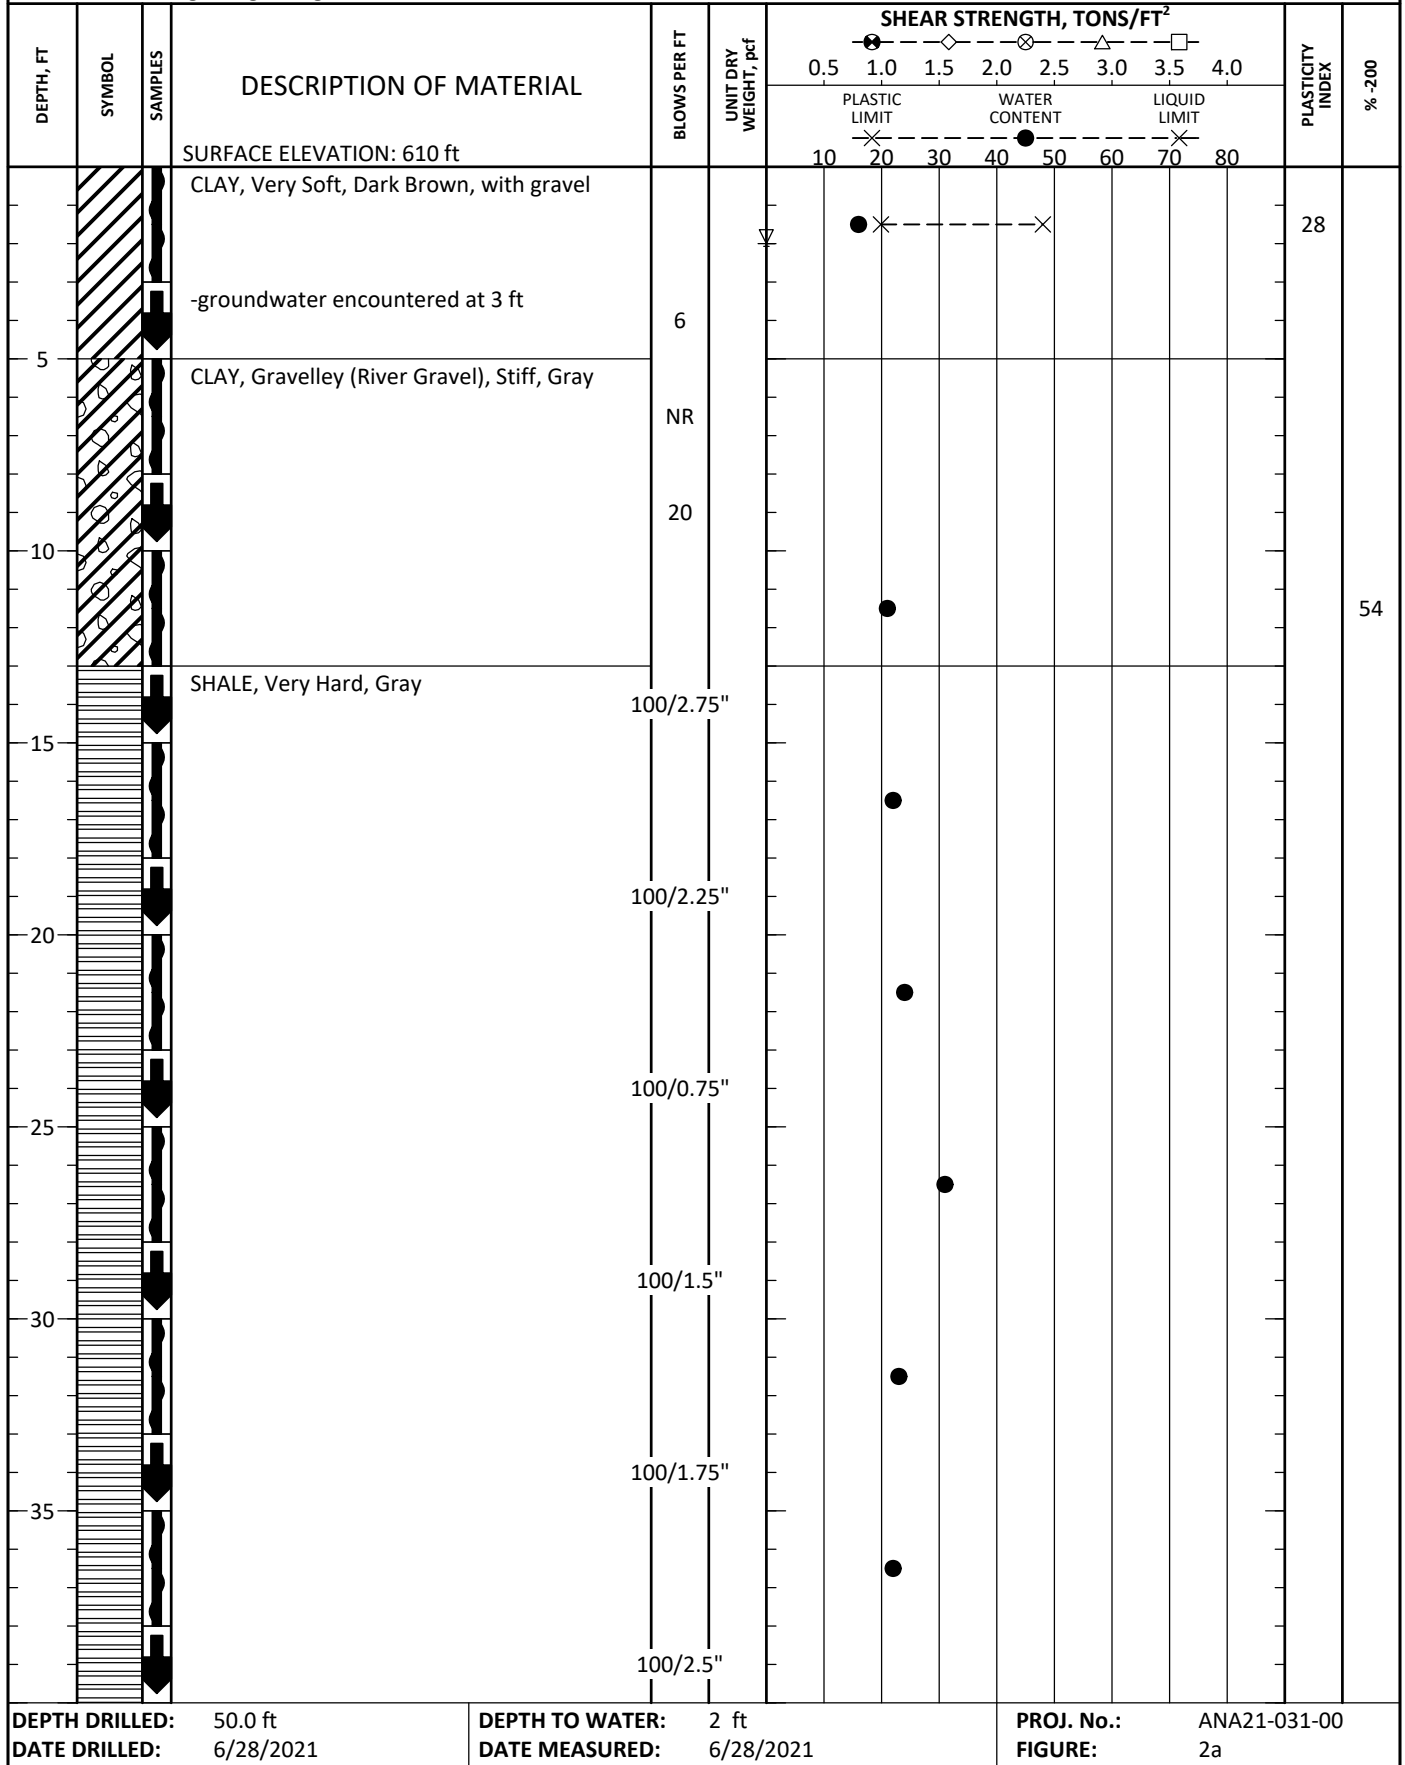 DEPTH, FT
SYMBOL
SAMPLES
DESCRIPTION OF MATERIAL
SURFACE ELEVATION: 610 ft
BLOWS PER FT
UNIT DRY
WEIGHT, pcf
SHEAR STRENGTH, TONS/FT²
0.5 1.0 1.5 2.0 2.5 3.0 3.5 4.0
PLASTIC LIMIT
WATER CONTENT
LIQUID LIMIT
10 20 30 40 50 60 70 80
PLASTICITY
INDEX
% -200
CLAY, Very Soft, Dark Brown, with gravel
28
-groundwater encountered at 3 ft
6
5
CLAY, Gravelley (River Gravel), Stiff, Gray
NR
20
10
54
SHALE, Very Hard, Gray
100/2.75"
15
100/2.25"
20
100/0.75"
25
100/1.5"
30
100/1.75"
35
100/2.5"
DEPTH DRILLED: 50.0 ft
DATE DRILLED: 6/28/2021
DEPTH TO WATER: 2 ft
DATE MEASURED: 6/28/2021
PROJ. No.: ANA21-031-00
FIGURE: 2a